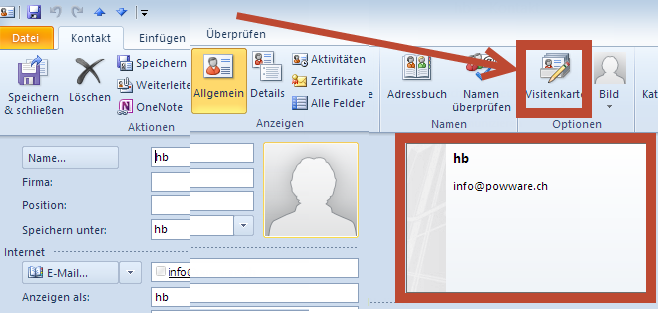 Datei Kontakt Einfügen Überprüfen
Speichern & schließen
Löschen
Speichern
Weiterleite
OneNote
Aktionen
Allgemein
Details
Aktivitäten
Zertifikate
Alle Felder
Anzeigen
Adressbuch
Namen überprüfen
Namen
Visitenkarte
Bild
Optionen
Kat
Name... hb
Firma:
Position:
Speichern unter: hb
Internet
E-Mail... info@
Anzeigen als: hb
hb
info@powware.ch